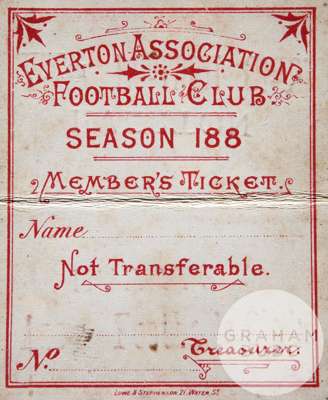 EVERTON ASSOCIATION
FOOTBALL CLUB.
SEASON 188
MEMBER'S TICKET.
Name
Not Transferable.
GRAHAM
Treasurer.
No.
LOWE & STEPHENSON 21, WATER ST